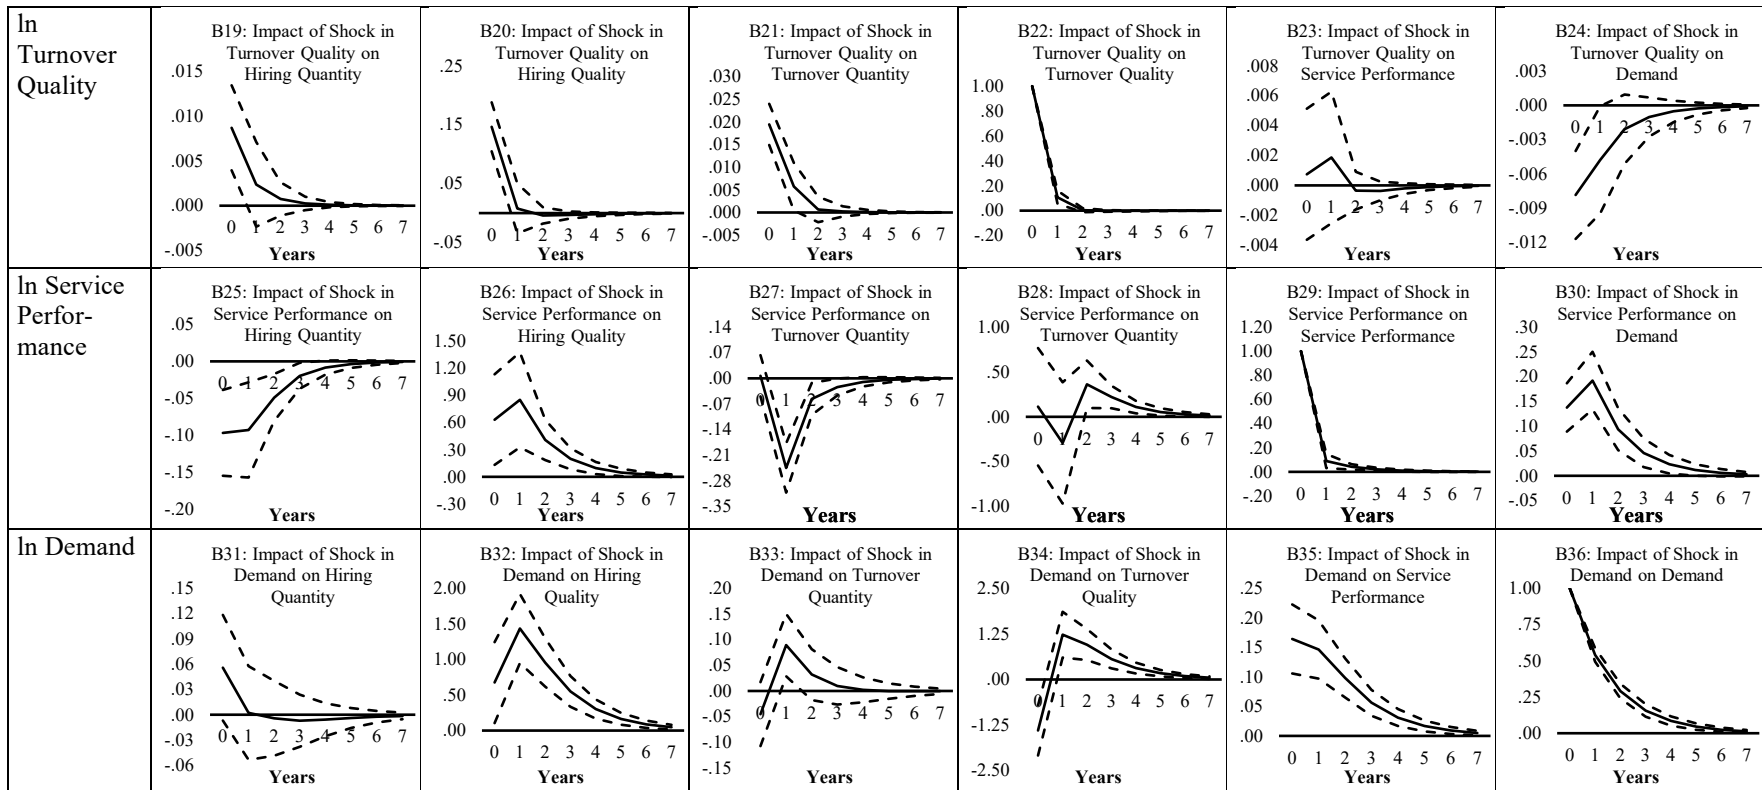 ln
Turnover
Quality
B19: Impact of Shock in
Turnover Quality on
Hiring Quantity
.015
.010
.005
.000
-.005
0 1 2 3 4 5 6 7
Years
B20: Impact of Shock in
Turnover Quality on
Hiring Quality
.25
.15
.05
-.05
0 1 2 3 4 5 6 7
Years
B21: Impact of Shock in
Turnover Quality on
Turnover Quantity
.030
.025
.020
.015
.010
.005
.000
-.005
0 1 2 3 4 5 6 7
Years
B22: Impact of Shock in
Turnover Quality on
Turnover Quality
1.00
.80
.60
.40
.20
.00
-.20
0 1 2 3 4 5 6 7
Years
B23: Impact of Shock in
Turnover Quality on
Service Performance
.008
.006
.004
.002
.000
-.002
-.004
0 1 2 3 4 5 6 7
Years
B24: Impact of Shock in
Turnover Quality on
Demand
.003
.000
-.003
-.006
-.009
-.012
0 1 2 3 4 5 6 7
Years
ln Service
Perfor-
mance
B25: Impact of Shock in
Service Performance on
Hiring Quantity
.05
.00
-.05
-.10
-.15
-.20
0 1 2 3 4 5 6 7
Years
B26: Impact of Shock in
Service Performance on
Hiring Quality
1.50
1.20
.90
.60
.30
.00
-.30
0 1 2 3 4 5 6 7
Years
B27: Impact of Shock in
Service Performance on
Turnover Quantity
.14
.07
.00
-.07
-.14
-.21
-.28
-.35
0 1 2 3 4 5 6 7
Years
B28: Impact of Shock in
Service Performance on
Turnover Quantity
1.00
.50
.00
-.50
-1.00
0 1 2 3 4 5 6 7
Years
B29: Impact of Shock in
Service Performance on
Service Performance
1.20
1.00
.80
.60
.40
.20
.00
-.20
0 1 2 3 4 5 6 7
Years
B30: Impact of Shock in
Service Performance on
Demand
.30
.25
.20
.15
.10
.05
.00
-.05
0 1 2 3 4 5 6 7
Years
ln Demand
B31: Impact of Shock in
Demand on Hiring
Quantity
.15
.12
.09
.06
.03
.00
-.03
-.06
0 1 2 3 4 5 6 7
Years
B32: Impact of Shock in
Demand on Hiring
Quality
2.00
1.50
1.00
.50
.00
0 1 2 3 4 5 6 7
Years
B33: Impact of Shock in
Demand on Turnover
Quantity
.20
.15
.10
.05
.00
-.05
-.10
-.15
0 1 2 3 4 5 6 7
Years
B34: Impact of Shock in
Demand on Turnover
Quality
2.50
1.25
.00
-1.25
-2.50
0 1 2 3 4 5 6 7
Years
B35: Impact of Shock in
Demand on Service
Performance
.25
.20
.15
.10
.05
.00
0 1 2 3 4 5 6 7
Years
B36: Impact of Shock in
Demand on Demand
1.00
.75
.50
.25
.00
0 1 2 3 4 5 6 7
Years